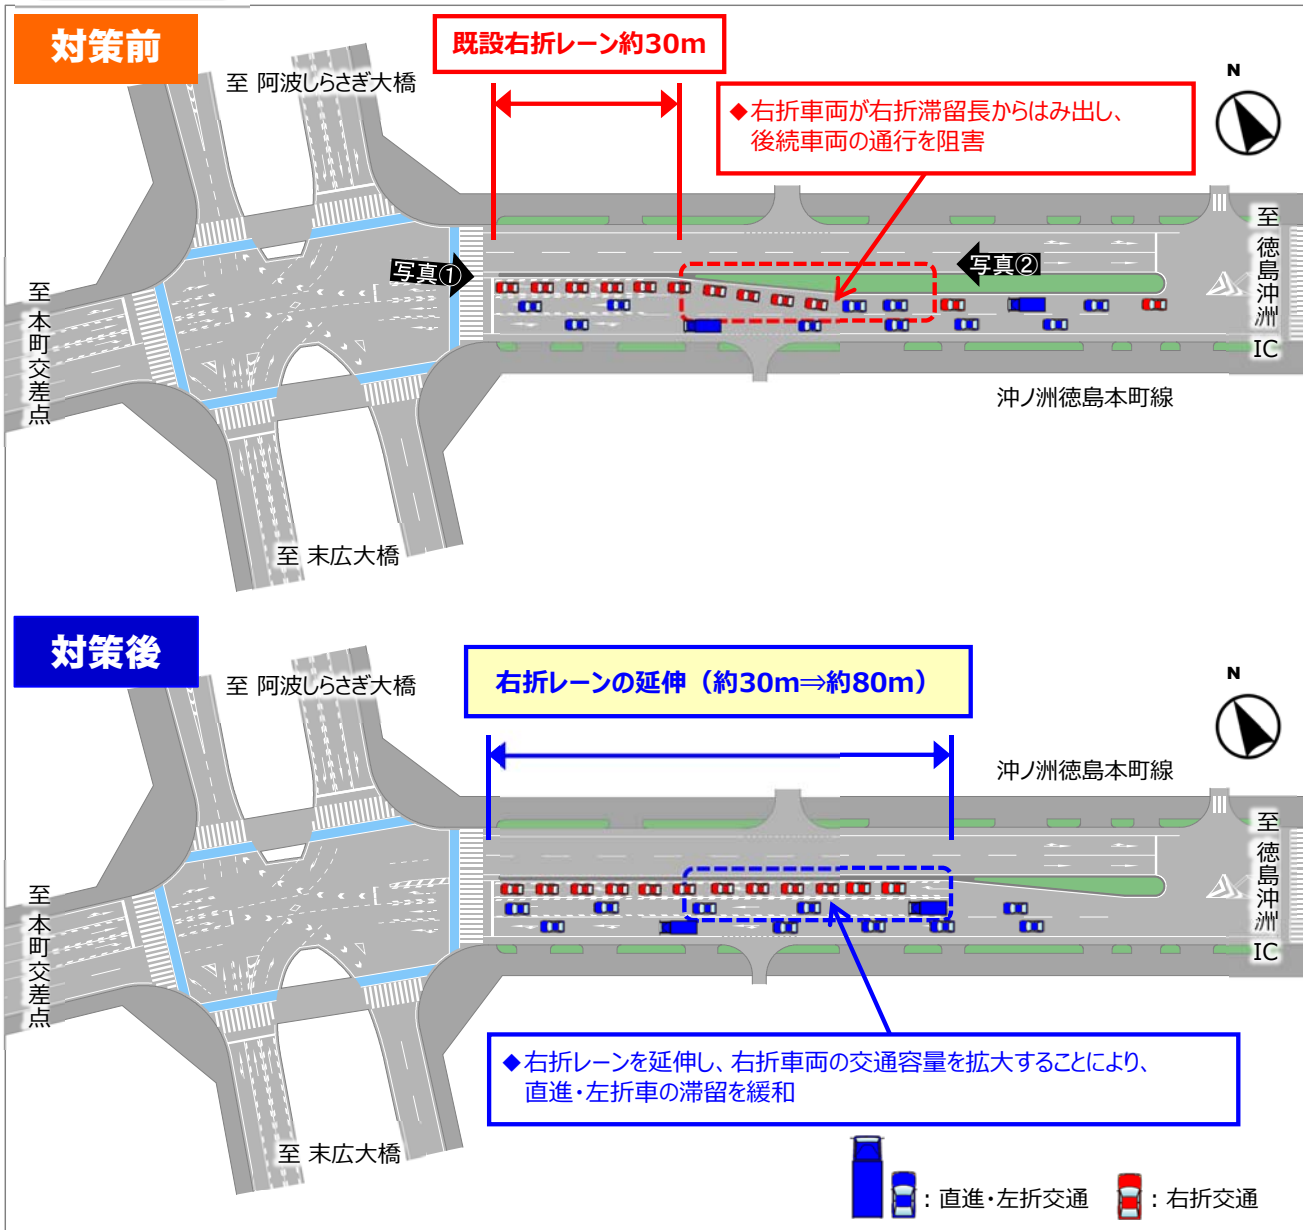 対策前
既設右折レーン約30m
至 阿波しらさぎ大橋
N
◆右折車両が右折滞留長からはみ出し、
後続車両の通行を阻害
写真①
写真②
至 徳島沖洲IC
至 本町交差点
沖ノ洲徳島本町線
至 末広大橋
対策後
右折レーンの延伸（約30m⇒約80m）
至 阿波しらさぎ大橋
N
沖ノ洲徳島本町線
至 徳島沖洲IC
至 本町交差点
◆右折レーンを延伸し、右折車両の交通容量を拡大することにより、
直進・左折車の滞留を緩和
至 末広大橋
：直進・左折交通
：右折交通